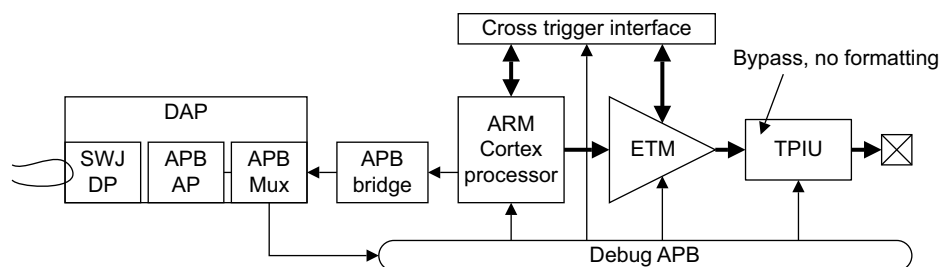 Cross trigger interface
Bypass, no formatting
DAP
SWJ
DP
APB
AP
APB
Mux
APB
bridge
ARM
Cortex
processor
ETM
TPIU
Debug APB